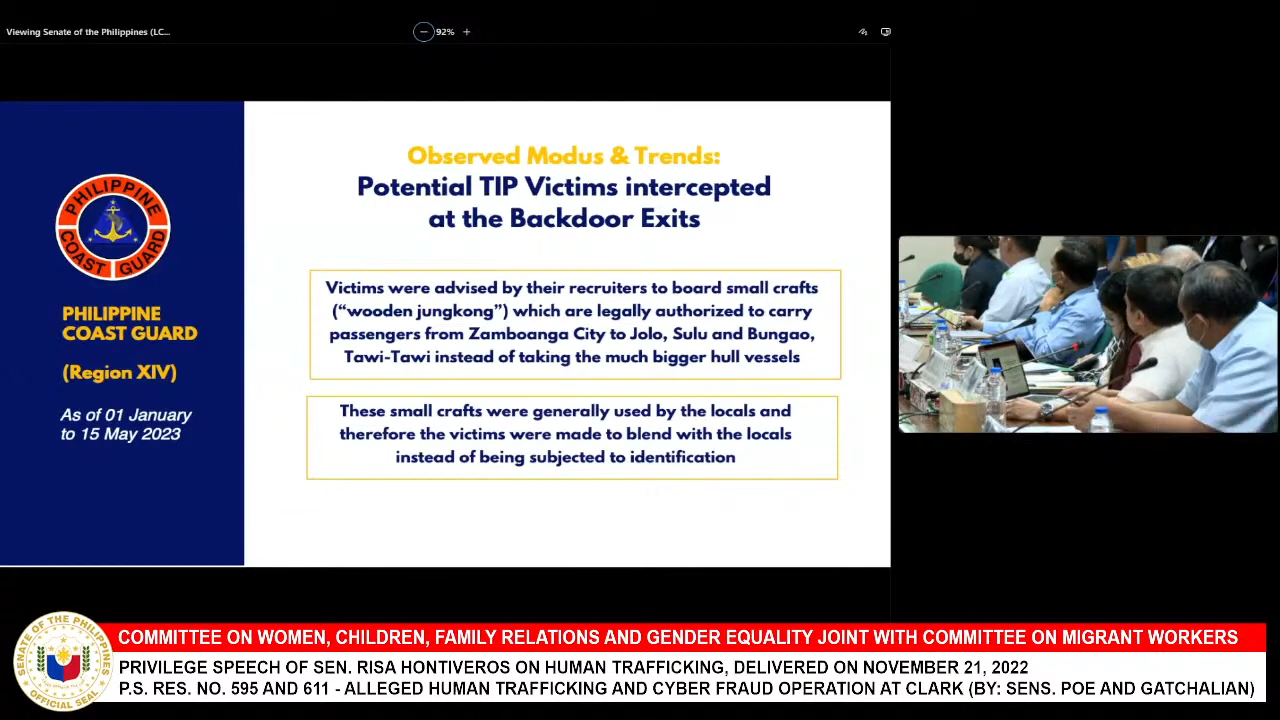 Viewing Senate of the Philippines (LC...
92%
PHILIPPINE
COAST GUARD
PHILIPPINE
COAST GUARD
(Region XIV)
As of 01 January
to 15 May 2023
Observed Modus & Trends:
Potential TIP Victims intercepted
at the Backdoor Exits
Victims were advised by their recruiters to board small crafts
(“wooden jungkong”) which are legally authorized to carry
passengers from Zamboanga City to Jolo, Sulu and Bungao,
Tawi-Tawi instead of taking the much bigger hull vessels
These small crafts were generally used by the locals and
therefore the victims were made to blend with the locals
instead of being subjected to identification
SENATE OF THE PHILIPPINES
OFFICIAL SEAL
COMMITTEE ON WOMEN, CHILDREN, FAMILY RELATIONS AND GENDER EQUALITY JOINT WITH COMMITTEE ON MIGRANT WORKERS
PRIVILEGE SPEECH OF SEN. RISA HONTIVEROS ON HUMAN TRAFFICKING, DELIVERED ON NOVEMBER 21, 2022
P.S. RES. NO. 595 AND 611 - ALLEGED HUMAN TRAFFICKING AND CYBER FRAUD OPERATION AT CLARK (BY: SENS. POE AND GATCHALIAN)